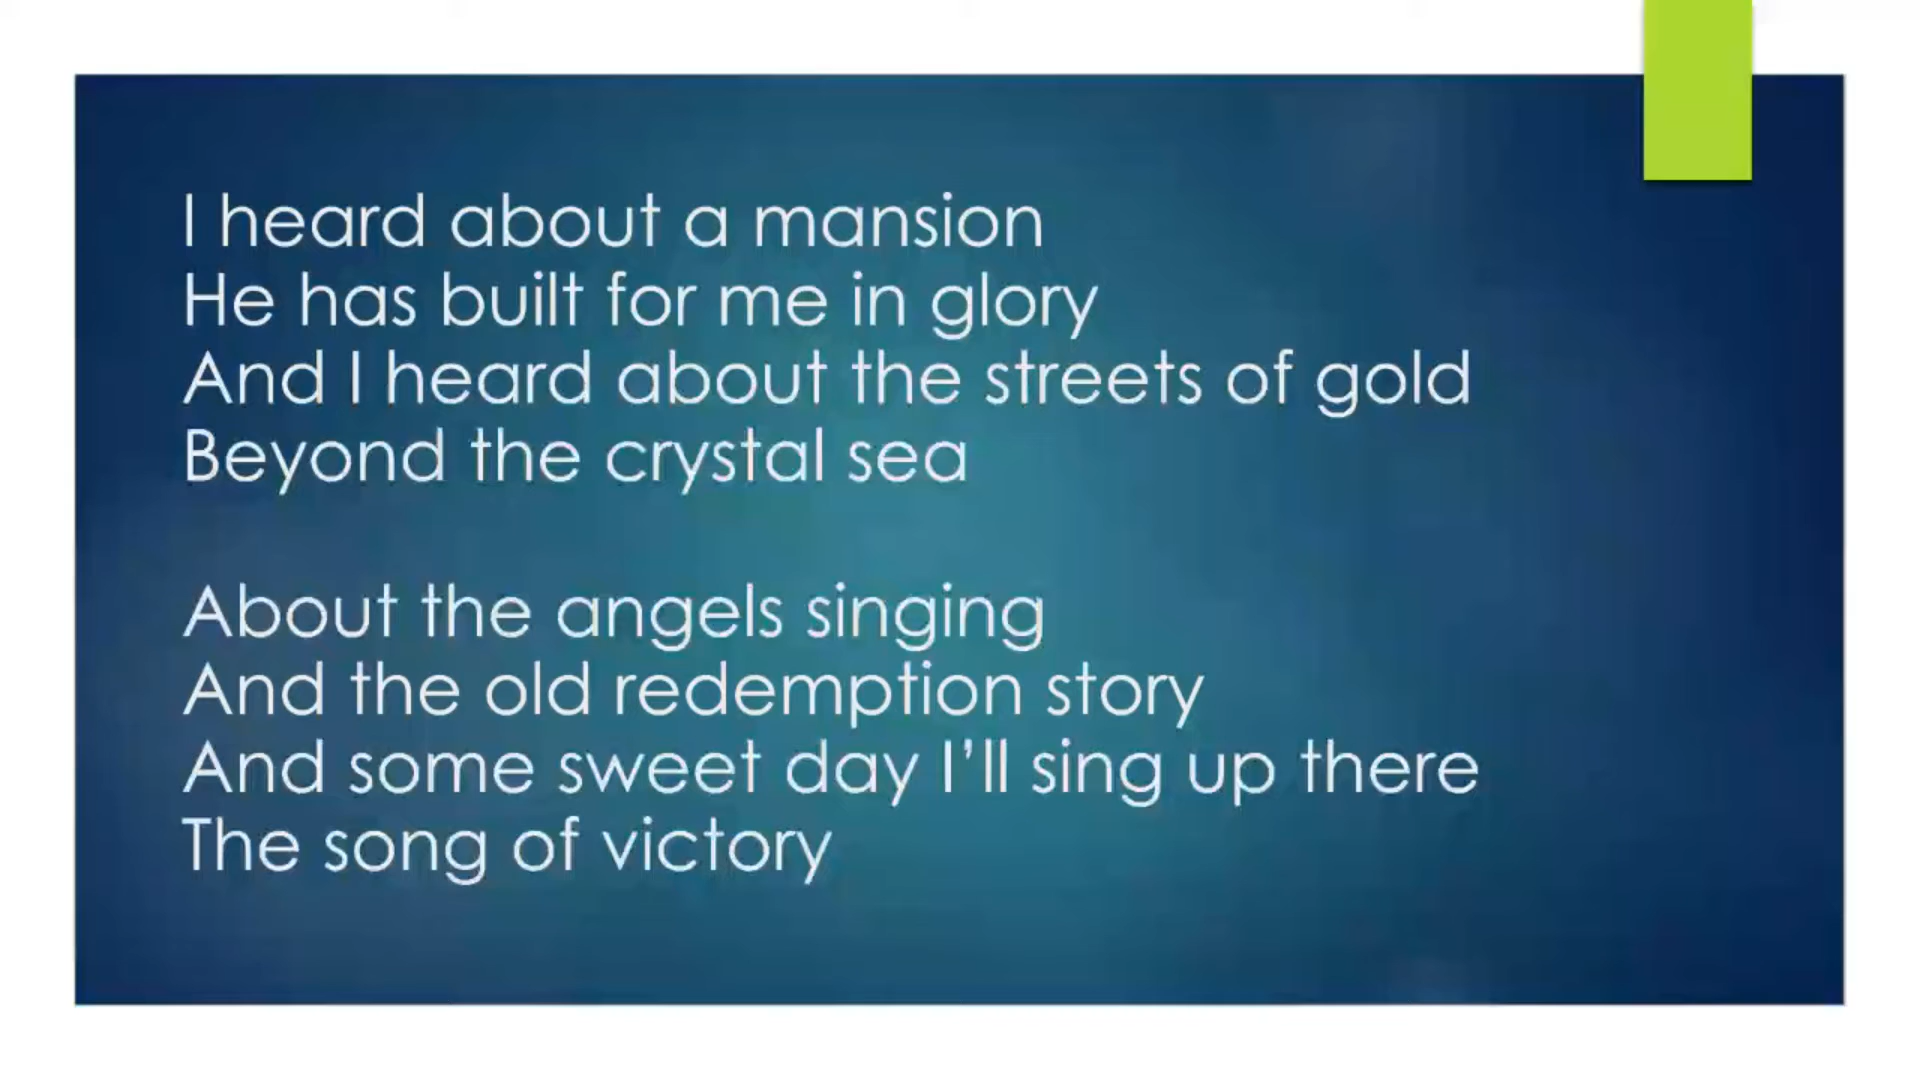 I heard about a mansion
He has built for me in glory
And I heard about the streets of gold
Beyond the crystal sea
About the angels singing
And the old redemption story
And some sweet day I’ll sing up there
The song of victory